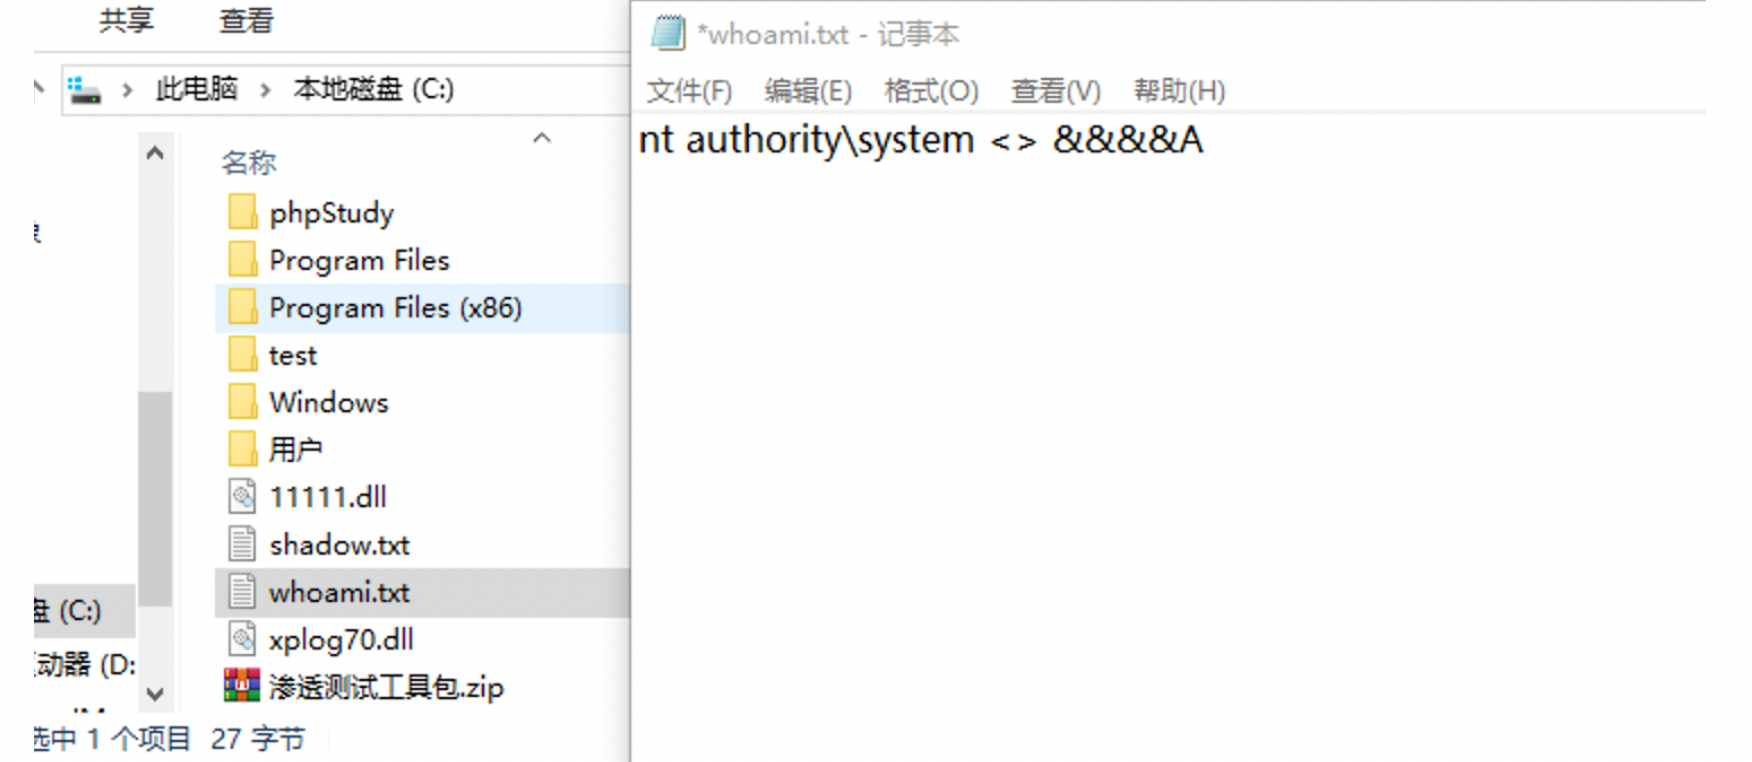 共享 查看
此电脑 本地磁盘 (C:)
名称
phpStudy
Program Files
Program Files (x86)
test
Windows
用户
11111.dll
shadow.txt
whoami.txt
xplog70.dll
渗透测试工具包.zip
盘 (C:)
动器 (D:
选中 1 个项目 27 字节
*whoami.txt - 记事本
文件(F) 编辑(E) 格式(O) 查看(V) 帮助(H)
nt authority\system <> &&&&A